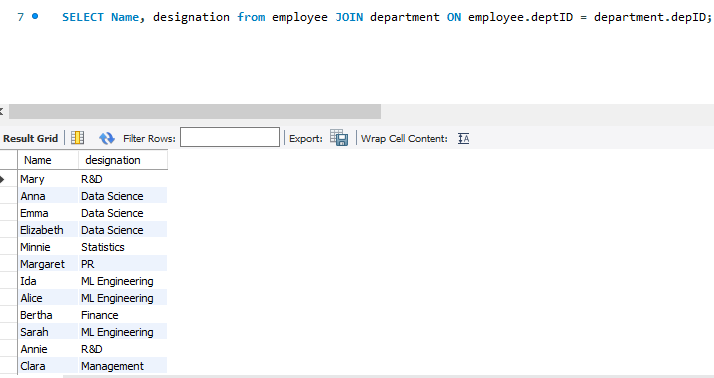 7 SELECT Name, designation from employee JOIN department ON employee.deptID = department.depID;
Result Grid Filter Rows: Export: Wrap Cell Content: IA
Name designation
Mary R&D
Anna Data Science
Emma Data Science
Elizabeth Data Science
Minnie Statistics
Margaret PR
Ida ML Engineering
Alice ML Engineering
Bertha Finance
Sarah ML Engineering
Annie R&D
Clara Management